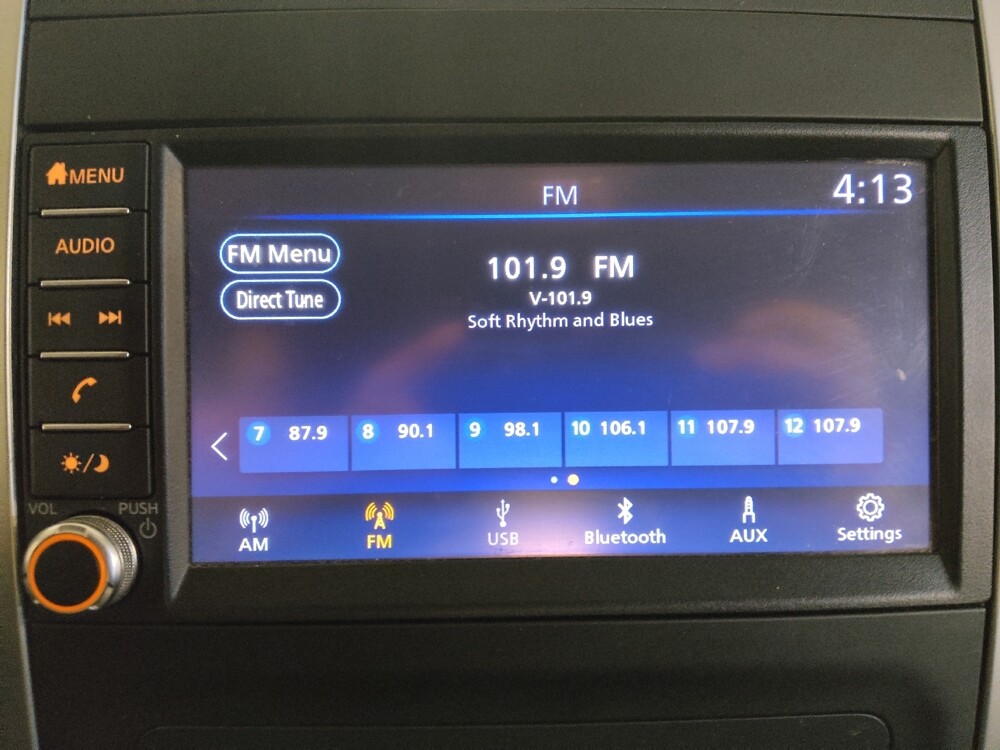 MENU
AUDIO
VOL PUSH
FM 4:13
FM Menu
Direct Tune
101.9 FM
V-101.9
Soft Rhythm and Blues
7 87.9 8 90.1 9 98.1 10 106.1 11 107.9 12 107.9
AM FM USB Bluetooth AUX Settings